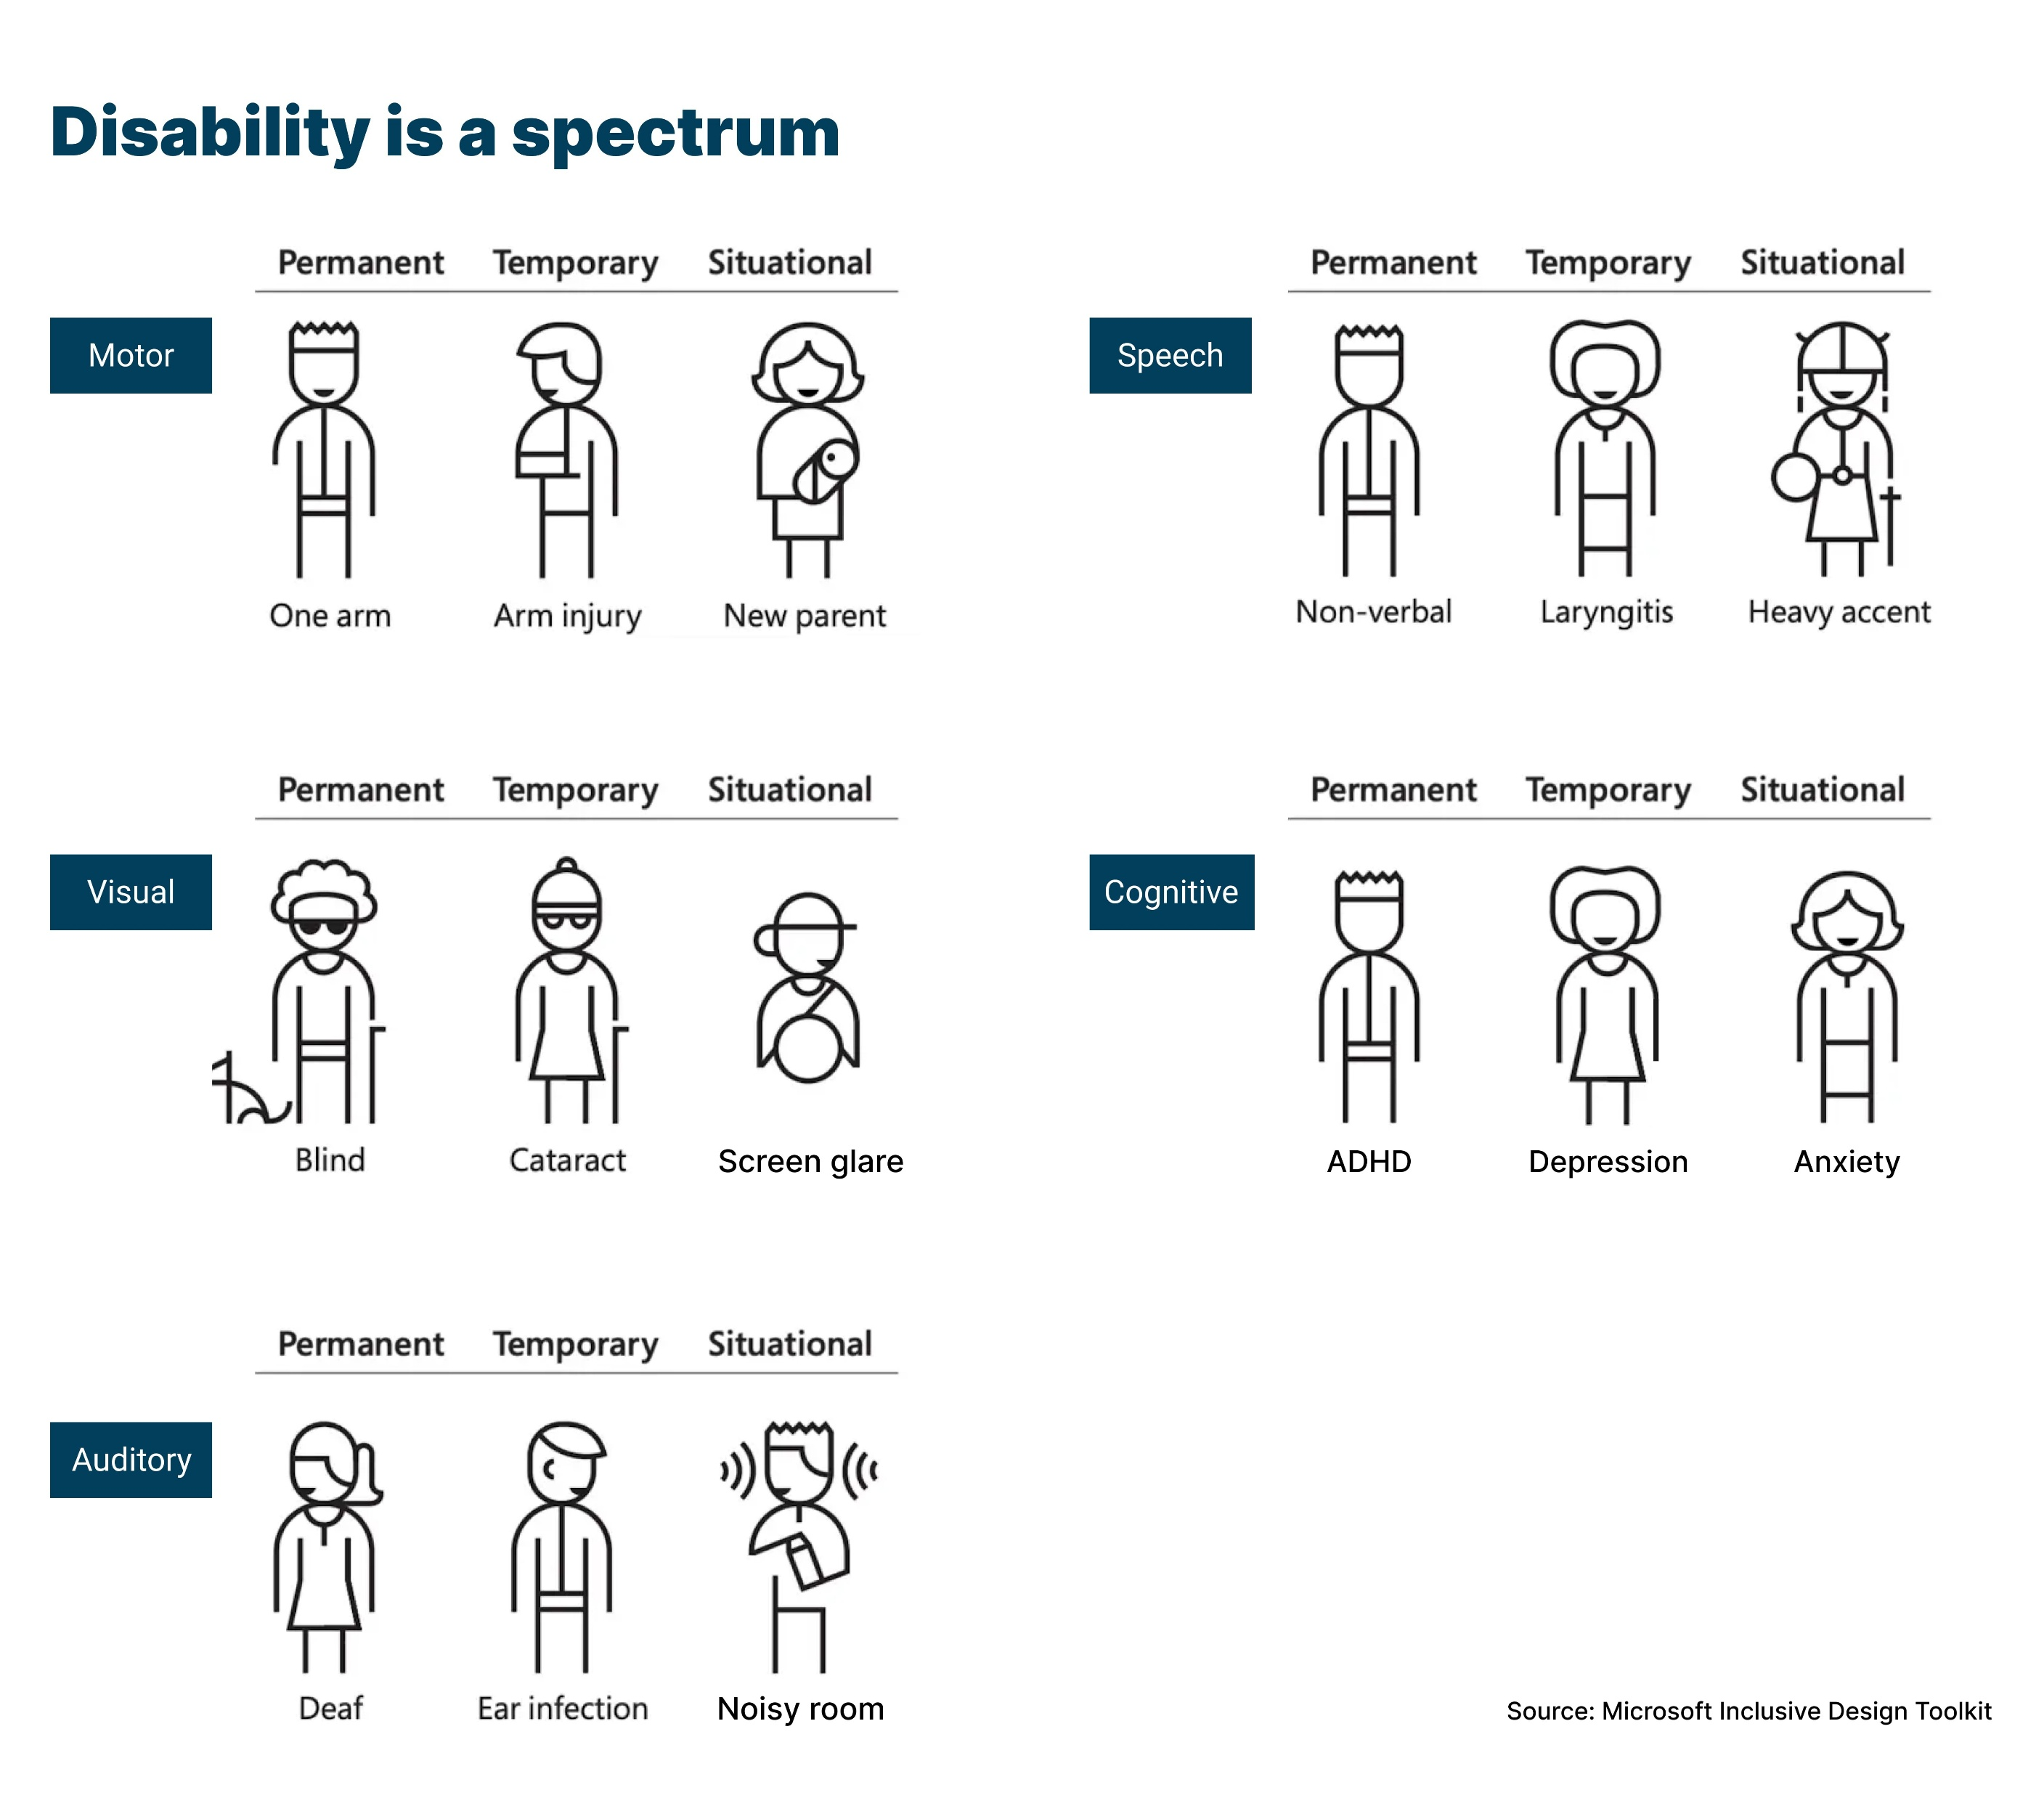 Disability is a spectrum
Permanent Temporary Situational
Motor
One arm Arm injury New parent
Permanent Temporary Situational
Speech
Non-verbal Laryngitis Heavy accent
Permanent Temporary Situational
Visual
Blind Cataract Screen glare
Permanent Temporary Situational
Cognitive
ADHD Depression Anxiety
Permanent Temporary Situational
Auditory
Deaf Ear infection Noisy room
Source: Microsoft Inclusive Design Toolkit